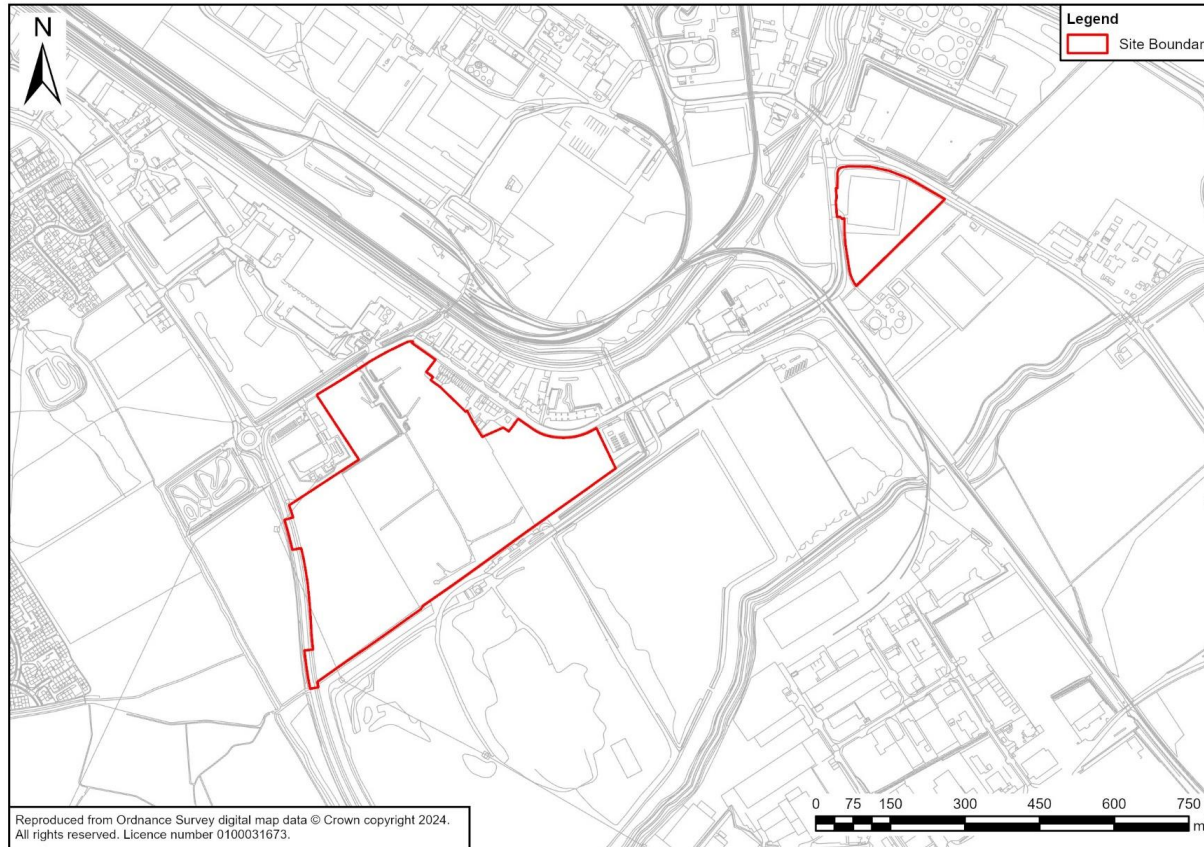 N
Legend
Site Boundar
0 75 150 300 450 600 750
m
Reproduced from Ordnance Survey digital map data © Crown copyright 2024.
All rights reserved. Licence number 0100031673.